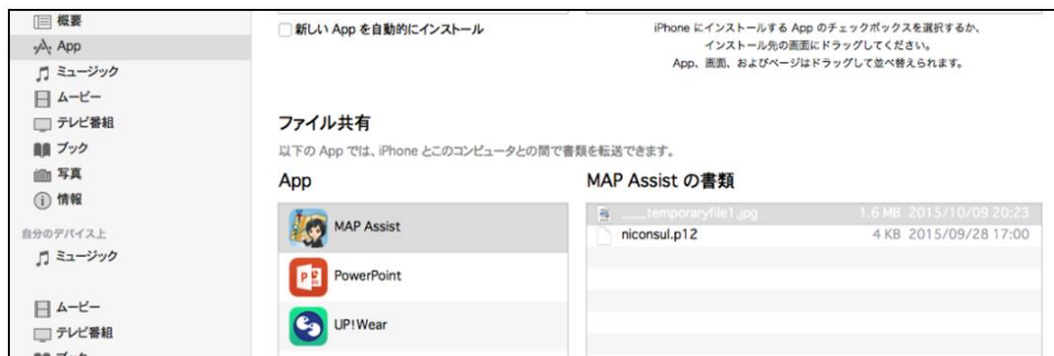 概要
App
ミュージック
ムービー
テレビ番組
ブック
写真
情報
自分のデバイス上
ミュージック
ムービー
テレビ番組
新しい App を自動的にインストール
iPhone にインストールする App のチェックボックスを選択するか、
インストール先の画面にドラッグしてください。
App、画面、およびページはドラッグして並べ替えられます。
ファイル共有
以下の App では、iPhone とこのコンピュータとの間で書類を転送できます。
App
MAP Assist
PowerPoint
UP!Wear
MAP Assist の書類
___temporaryfile1.jpg 1.6 MB 2015/10/09 20:23
niconsul.p12 4 KB 2015/09/28 17:00